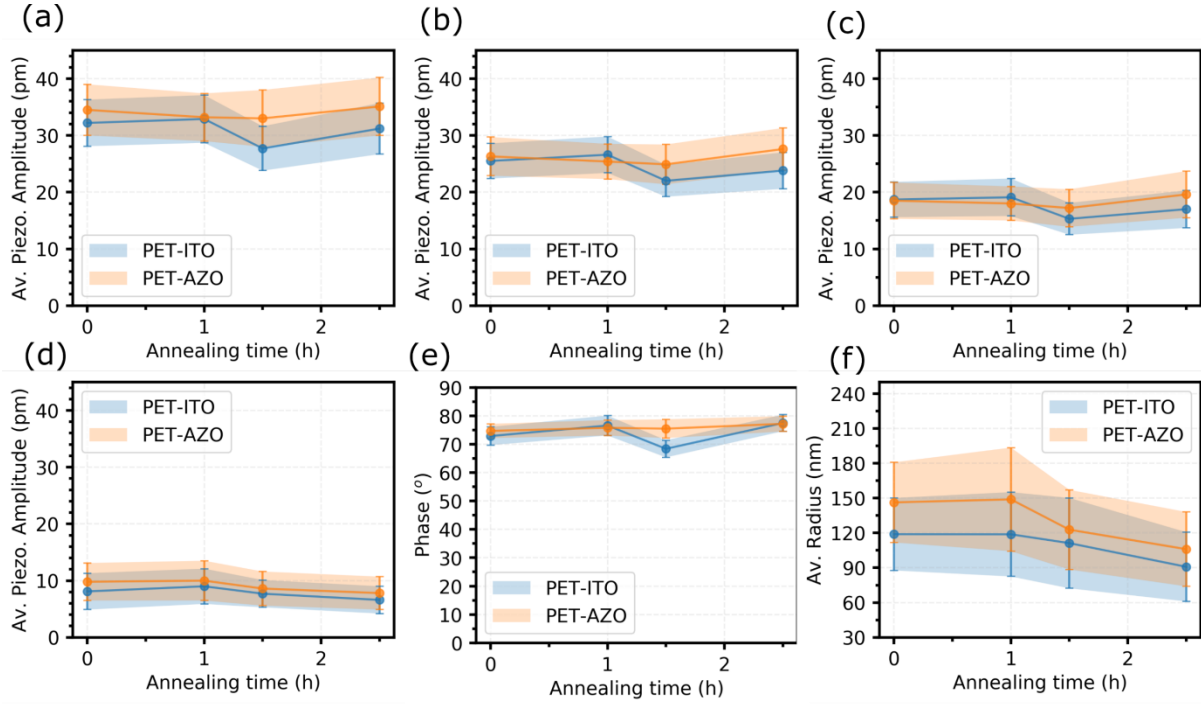 (a)
Av. Piezo. Amplitude (pm)
40
30
20
10
0
PET-ITO
PET-AZO
0 1 2
Annealing time (h)
(b)
Av. Piezo. Amplitude (pm)
40
30
20
10
0
PET-ITO
PET-AZO
0 1 2
Annealing time (h)
(c)
Av. Piezo. Amplitude (pm)
40
30
20
10
0
PET-ITO
PET-AZO
0 1 2
Annealing time (h)
(d)
Av. Piezo. Amplitude (pm)
40
30
20
10
0
PET-ITO
PET-AZO
0 1 2
Annealing time (h)
(e)
Phase (°)
90
80
70
60
50
40
30
20
10
0
PET-ITO
PET-AZO
0 1 2
Annealing time (h)
(f)
Av. Radius (nm)
240
210
180
150
120
90
60
30
PET-ITO
PET-AZO
0 1 2
Annealing time (h)